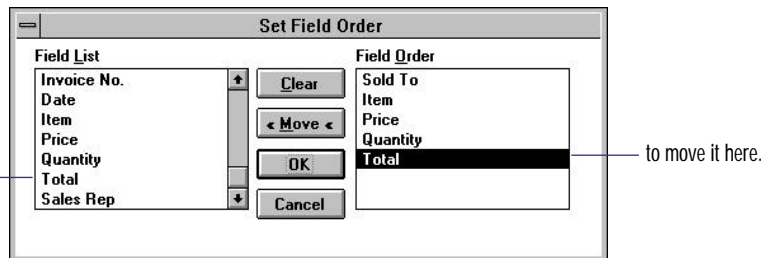 Set Field Order
Field List
Invoice No.
Date
Item
Price
Quantity
Total
Sales Rep
Clear
« Move «
OK
Cancel
Field Order
Sold To
Item
Price
Quantity
Total
to move it here.